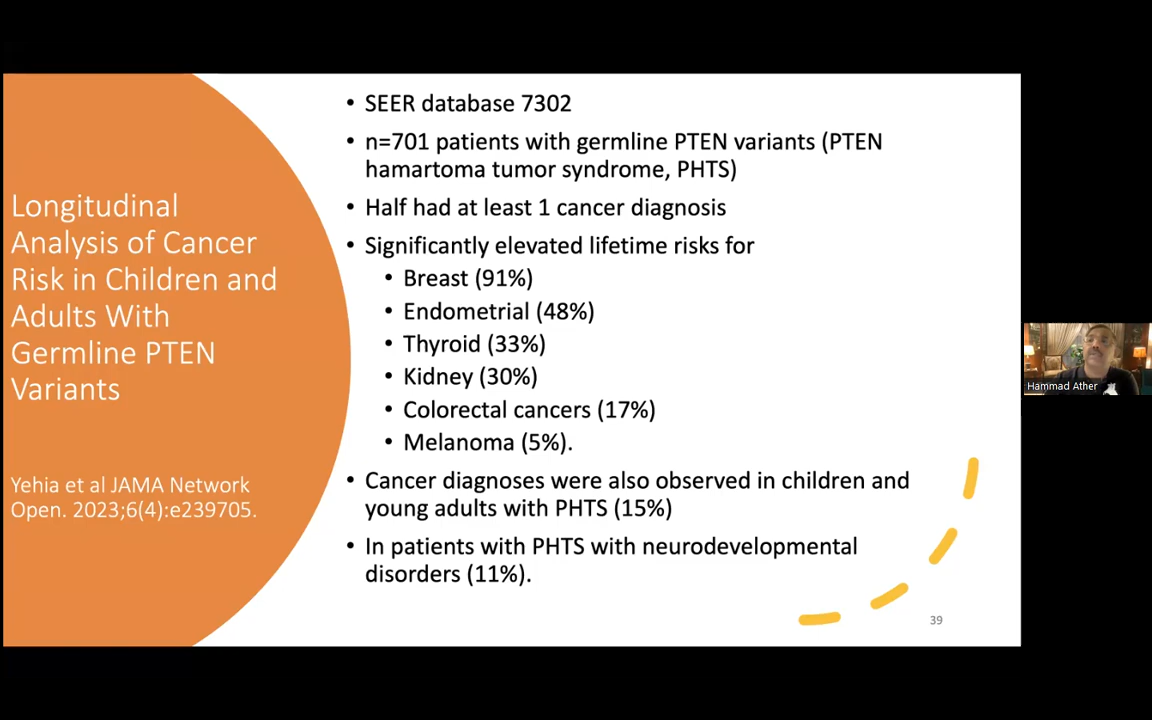 Longitudinal
Analysis of Cancer
Risk in Children and
Adults With
Germline PTEN
Variants
Yehia et al JAMA Network
Open. 2023;6(4):e239705.
• SEER database 7302
• n=701 patients with germline PTEN variants (PTEN
hamartoma tumor syndrome, PHTS)
• Half had at least 1 cancer diagnosis
• Significantly elevated lifetime risks for
• Breast (91%)
• Endometrial (48%)
• Thyroid (33%)
• Kidney (30%)
• Colorectal cancers (17%)
• Melanoma (5%).
• Cancer diagnoses were also observed in children and
young adults with PHTS (15%)
• In patients with PHTS with neurodevelopmental
disorders (11%).
39
Hammad Ather